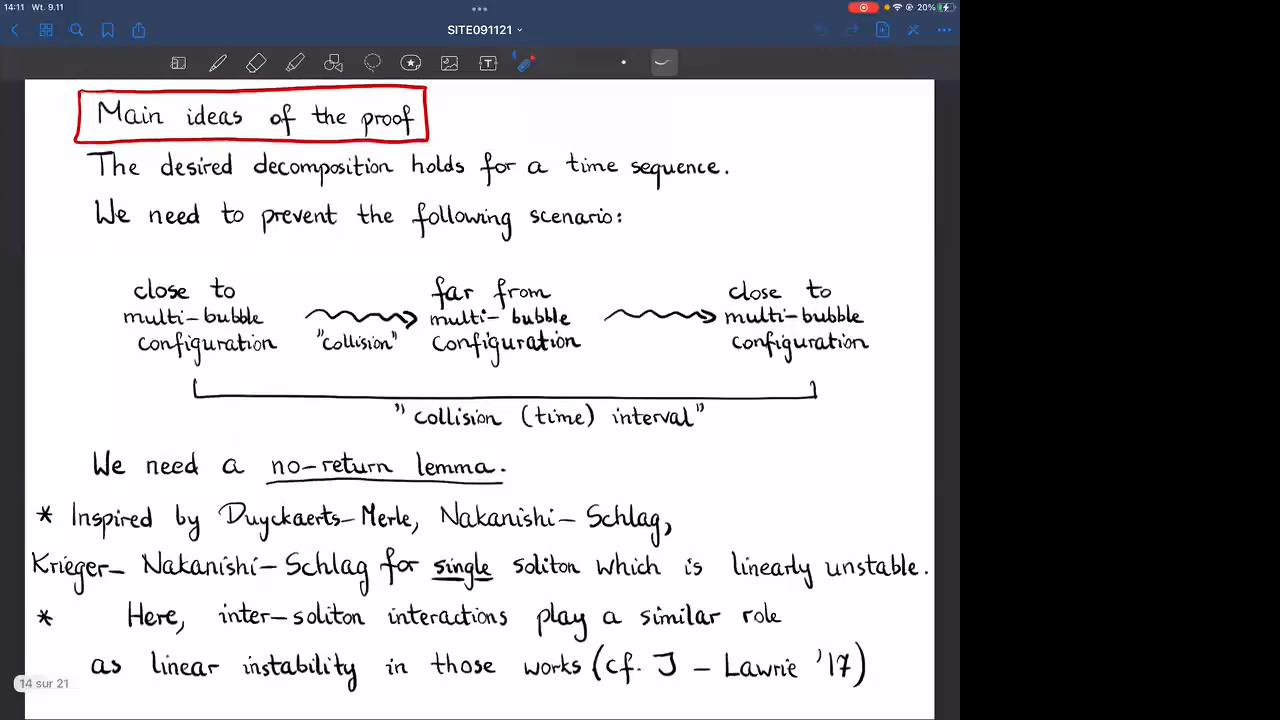 14:11 Wt. 9.11
20%
SITE091121
Main ideas of the proof
The desired decomposition holds for a time sequence.
We need to prevent the following scenario:
close to multi-bubble configuration
"collision"
far from multi-bubble configuration
close to multi-bubble configuration
"collision (time) interval"
We need a no-return lemma.
* Inspired by Duyckaerts-Merle, Nakanishi-Schlag,
Krieger-Nakanishi-Schlag for single soliton which is linearly unstable.
* Here, inter-soliton interactions play a similar role
as linear instability in those works (cf. J - Lawrie '17)
14 sur 21